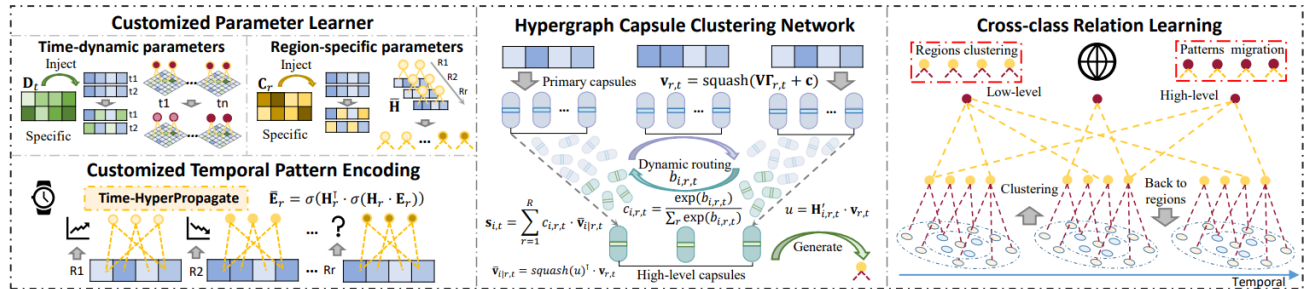 Customized Parameter Learner
Time-dynamic parameters
Inject
D_t
t1
t2
t1
tn
t1
t2
Specific
Region-specific parameters
Inject
C_r
H̄
R1
R2
Rr
Specific
...
Customized Temporal Pattern Encoding
Time-HyperPropagate
Ē_r = σ(H_r^⊺ · σ(H_r · E_r))
... ?
R1
R2
... Rr
Hypergraph Capsule Clustering Network
Primary capsules
v_{r,t} = squash(VΓ_{r,t} + c)
... ... ...
Dynamic routing
b_{i,r,t}
s_{i,t} = ∑_{r=1}^{R} c_{i,r,t} · v̄_{i|r,t}
c_{i,r,t} = exp(b_{i,r,t}) / ∑_r exp(b_{i,r,t})
u = H_{i,r,t}^⊺ · v_{r,t}
v̄_{i|r,t} = squash(u)^⊺ · v_{r,t}
High-level capsules
Generate
Cross-class Relation Learning
Regions clustering
Patterns migration
Low-level
High-level
Clustering
Back to
regions
Temporal